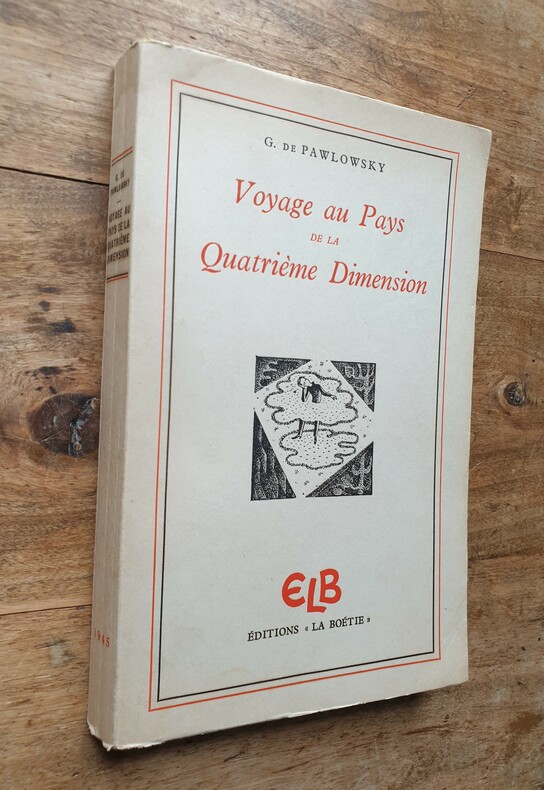 G. DE PAWLOWSKY
Voyage au Pays
DE LA
Quatrième Dimension
ELB
ÉDITIONS « LA BOÉTIE »
G. DE
PAWLOWSKY
VOYAGE AU
PAYS DE LA
QUATRIÈME
DIMENSION
1945